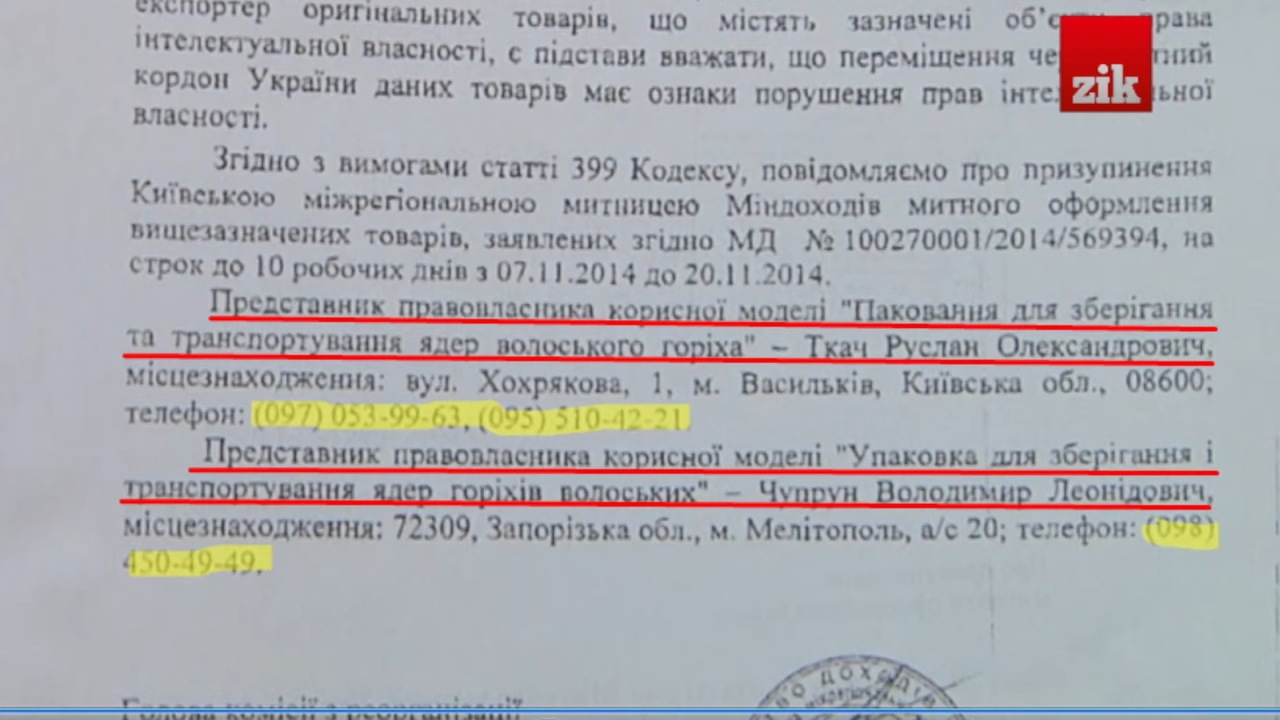 експортер оригінальних товарів, що містять зазначені права
інтелектуальної власності, є підстави вважати, що переміщення
кордон України даних товарів має ознаки порушення прав
власності.
zik
Згідно з вимогами статті 399 Кодексу, повідомляємо про призупинення
Київською міжрегіональною митницею Міндоходів митного оформлення
вищезазначених товарів, заявлених згідно МД № 100270001/2014/569394, на
строк до 10 робочих днів з 07.11.2014 до 20.11.2014.
Представник правовласника корисної моделі "Паковання для зберігання
та транспортування ядер волоського горіха" – Ткач Руслан Олександрович,
місцезнаходження: вул. Хохрякова, 1, м. Васильків, Київська обл., 08600;
телефон: (097) 053-99-63, (095) 510-42-21.
Представник правовласника корисної моделі "Упаковка для зберігання і
транспортування ядер горіхів волоських" – Чупрун Володимир Леонідович,
місцезнаходження: 72309, Запорізька обл., м. Мелітополь, а/с 20; телефон: (098)
450-49-49.